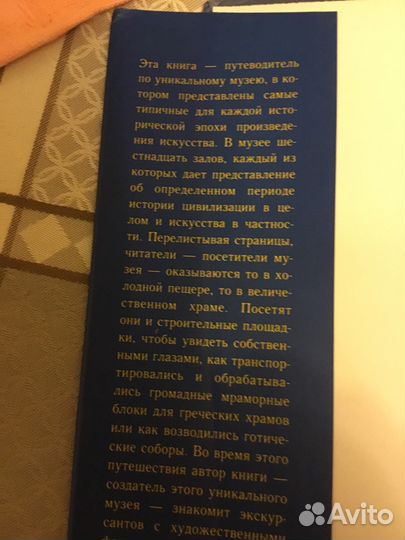 Эта книга — путеводитель
по уникальному музею, в ко-
тором представлены самые
типичные для каждой исто-
рической эпохи произведе-
ния искусства. В музее ше-
стнадцать залов, каждый из
которых дает представление
об определенном периоде
истории цивилизации в це-
лом и искусства в частнос-
ти. Перелистывая страницы,
читатели — посетители му-
зея — оказываются то в хо-
лодной пещере, то в величе-
ственном храме. Посетят
они и строительные площад-
ки, чтобы увидеть собствен-
ными глазами, как транспор-
тировались и обрабатыва-
лись громадные мраморные
блоки для греческих храмов
или как возводились готиче-
ские соборы. Во время этого
путешествия автор книги —
создатель этого уникального
музея — знакомит экскур-
сантов с художественными
Avito